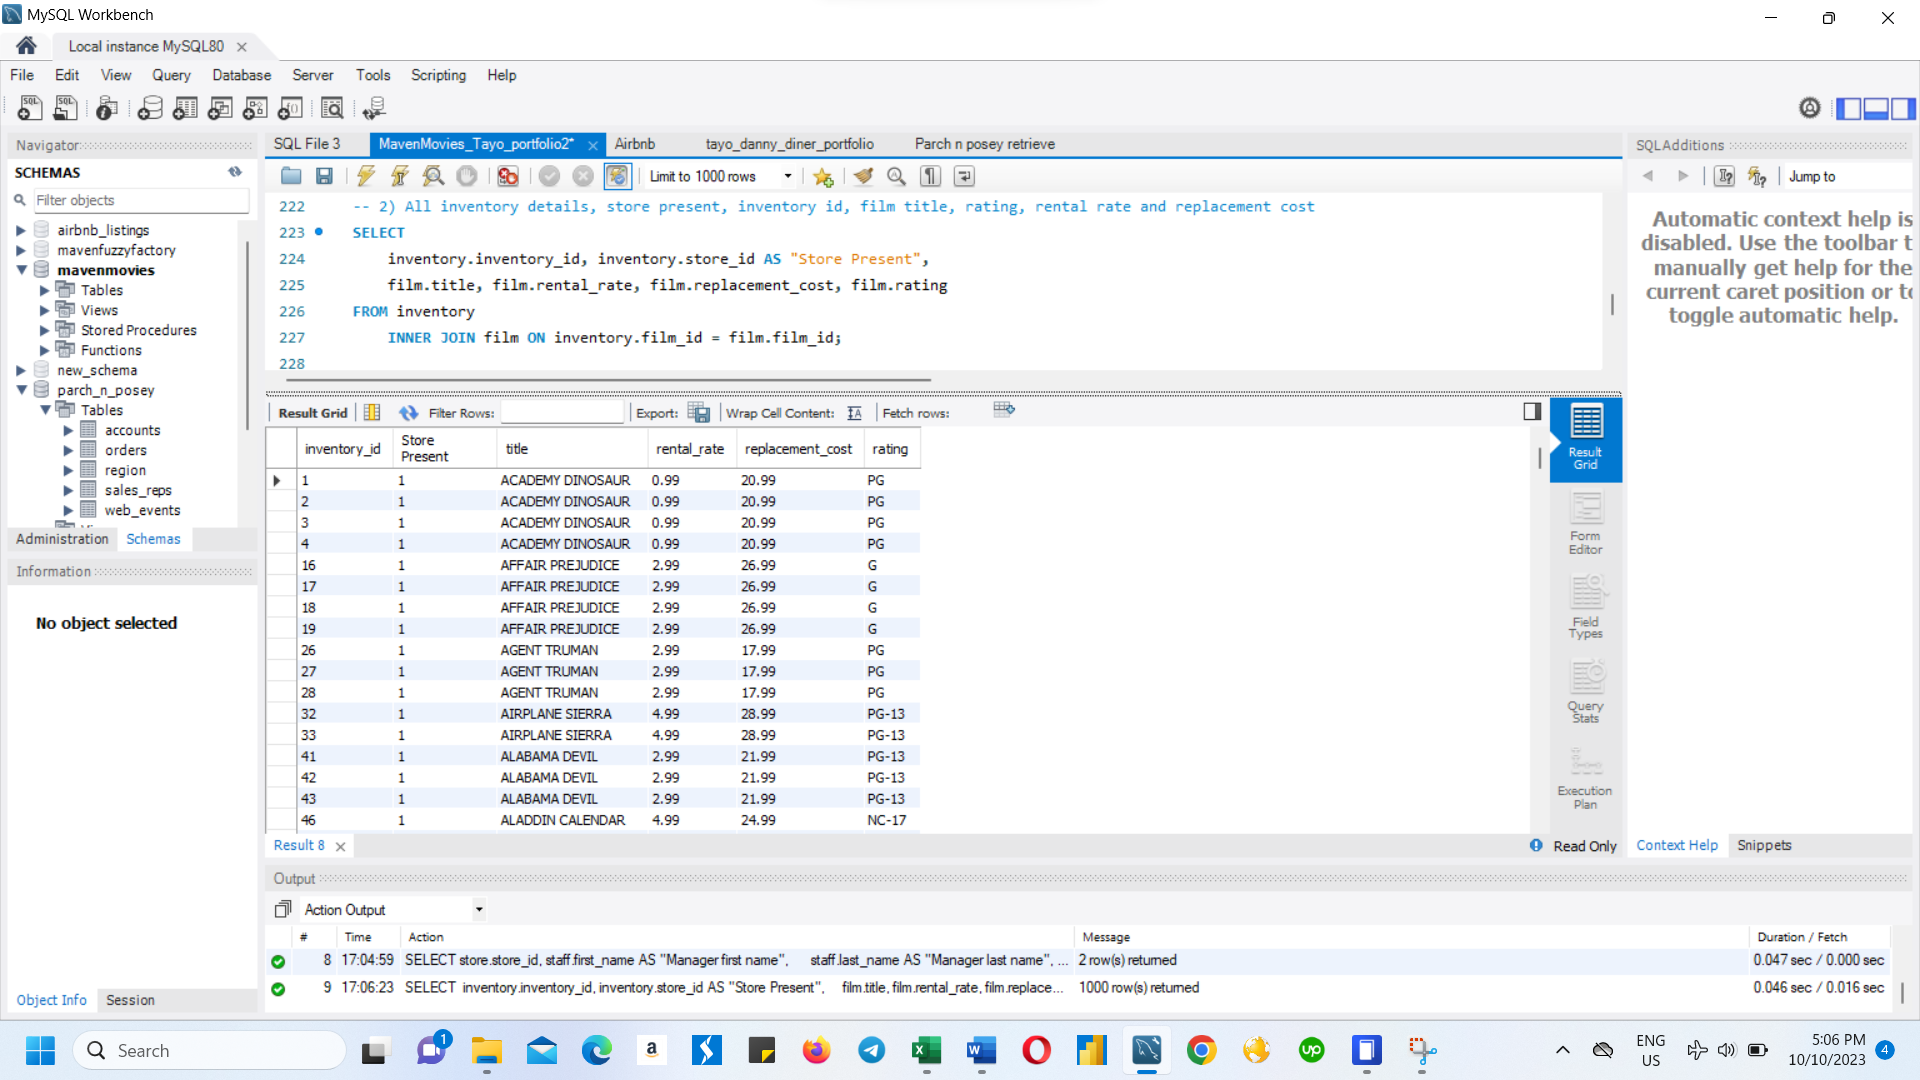 MySQL Workbench
Local instance MySQL80
File Edit View Query Database Server Tools Scripting Help
Navigator
SCHEMAS
Filter objects
airbnb_listings
mavenfuzzyfactory
mavenmovies
Tables
Views
Stored Procedures
Functions
new_schema
parch_n_posey
Tables
accounts
orders
region
sales_reps
web_events
Administration Schemas
Information
No object selected
Object Info Session
SQL File 3 MavenMovies_Tayo_portfolio2* Airbnb tayo_danny_diner_portfolio Parch n posey retrieve
Limit to 1000 rows
222 -- 2) All inventory details, store present, inventory id, film title, rating, rental rate and replacement cost
223 SELECT
224 inventory.inventory_id, inventory.store_id AS "Store Present",
225 film.title, film.rental_rate, film.replacement_cost, film.rating
226 FROM inventory
227 INNER JOIN film ON inventory.film_id = film.film_id;
228
Result Grid Filter Rows: Export: Wrap Cell Content: Fetch rows:
inventory_id Store Present title rental_rate replacement_cost rating
1 1 ACADEMY DINOSAUR 0.99 20.99 PG
2 1 ACADEMY DINOSAUR 0.99 20.99 PG
3 1 ACADEMY DINOSAUR 0.99 20.99 PG
4 1 ACADEMY DINOSAUR 0.99 20.99 PG
16 1 AFFAIR PREJUDICE 2.99 26.99 G
17 1 AFFAIR PREJUDICE 2.99 26.99 G
18 1 AFFAIR PREJUDICE 2.99 26.99 G
19 1 AFFAIR PREJUDICE 2.99 26.99 G
26 1 AGENT TRUMAN 2.99 17.99 PG
27 1 AGENT TRUMAN 2.99 17.99 PG
28 1 AGENT TRUMAN 2.99 17.99 PG
32 1 AIRPLANE SIERRA 4.99 28.99 PG-13
33 1 AIRPLANE SIERRA 4.99 28.99 PG-13
41 1 ALABAMA DEVIL 2.99 21.99 PG-13
42 1 ALABAMA DEVIL 2.99 21.99 PG-13
43 1 ALABAMA DEVIL 2.99 21.99 PG-13
46 1 ALADDIN CALENDAR 4.99 24.99 NC-17
Result 8
Read Only
Result Grid
Form Editor
Field Types
Query Stats
Execution Plan
SQLAdditions
Jump to
Automatic context help is
disabled. Use the toolbar t
manually get help for the
current caret position or to
toggle automatic help.
Context Help Snippets
Output
Action Output
# Time Action Message Duration / Fetch
8 17:04:59 SELECT store.store_id, staff.first_name AS "Manager first name", staff.last_name AS "Manager last name", ... 2 row(s) returned 0.047 sec / 0.000 sec
9 17:06:23 SELECT inventory.inventory_id, inventory.store_id AS "Store Present", film.title, film.rental_rate, film.replace... 1000 row(s) returned 0.046 sec / 0.016 sec
Search
1
a
up
ENG
US
5:06 PM
10/10/2023
4